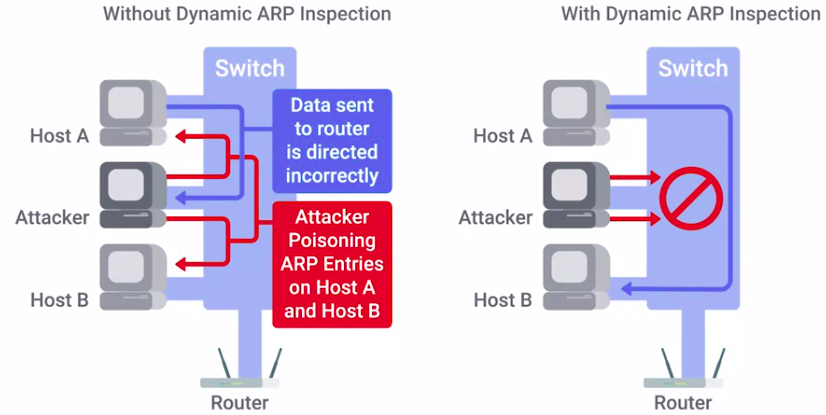 Without Dynamic ARP Inspection
Switch
Host A
Attacker
Host B
Data sent
to router
is directed
incorrectly
Attacker
Poisoning
ARP Entries
on Host A
and Host B
Router
With Dynamic ARP Inspection
Switch
Host A
Attacker
Host B
Router